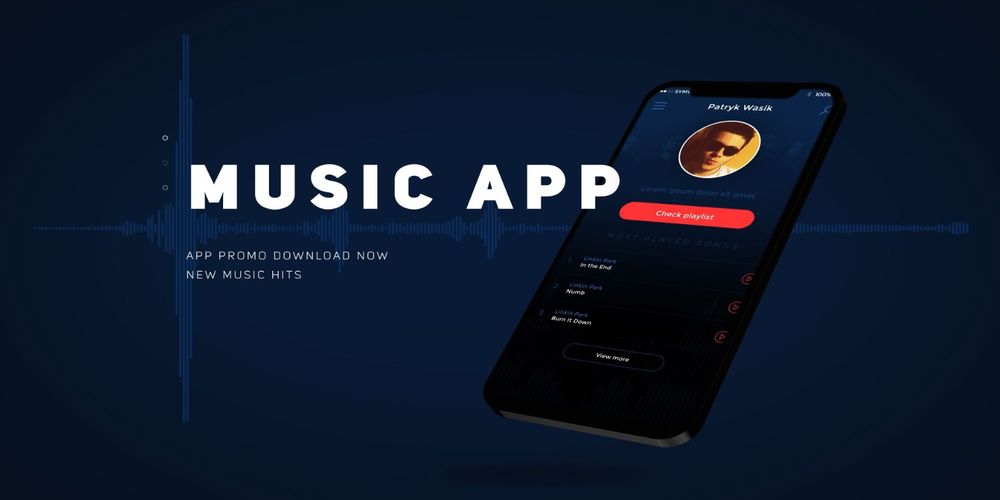 MUSIC APP
APP PROMO DOWNLOAD NOW
NEW MUSIC HITS
100%
Patryk Wasik
Lorem ipsum dolor sit amet
Check playlist
MOST PLAYED SONGS
1 Linkin Park
In the End
2 Linkin Park
Numb
3 Linkin Park
Burn It Down
View more